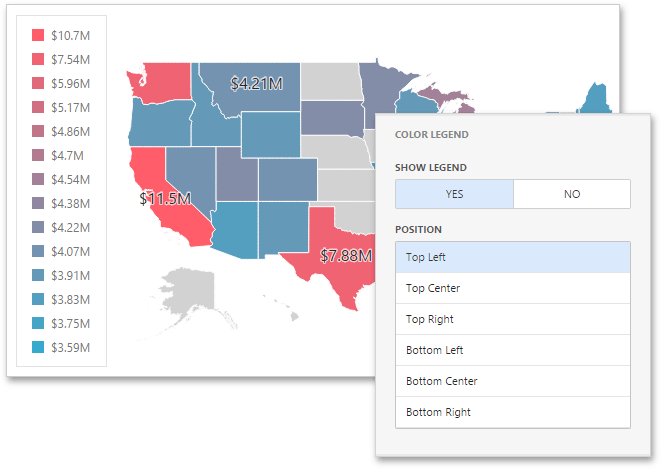 $10.7M
$7.54M
$5.96M
$5.17M
$4.86M
$4.7M
$4.54M
$4.38M
$4.22M
$4.07M
$3.91M
$3.83M
$3.75M
$3.59M
$4.21M
$11.5M
$7.88M
COLOR LEGEND
SHOW LEGEND
YES NO
POSITION
Top Left
Top Center
Top Right
Bottom Left
Bottom Center
Bottom Right